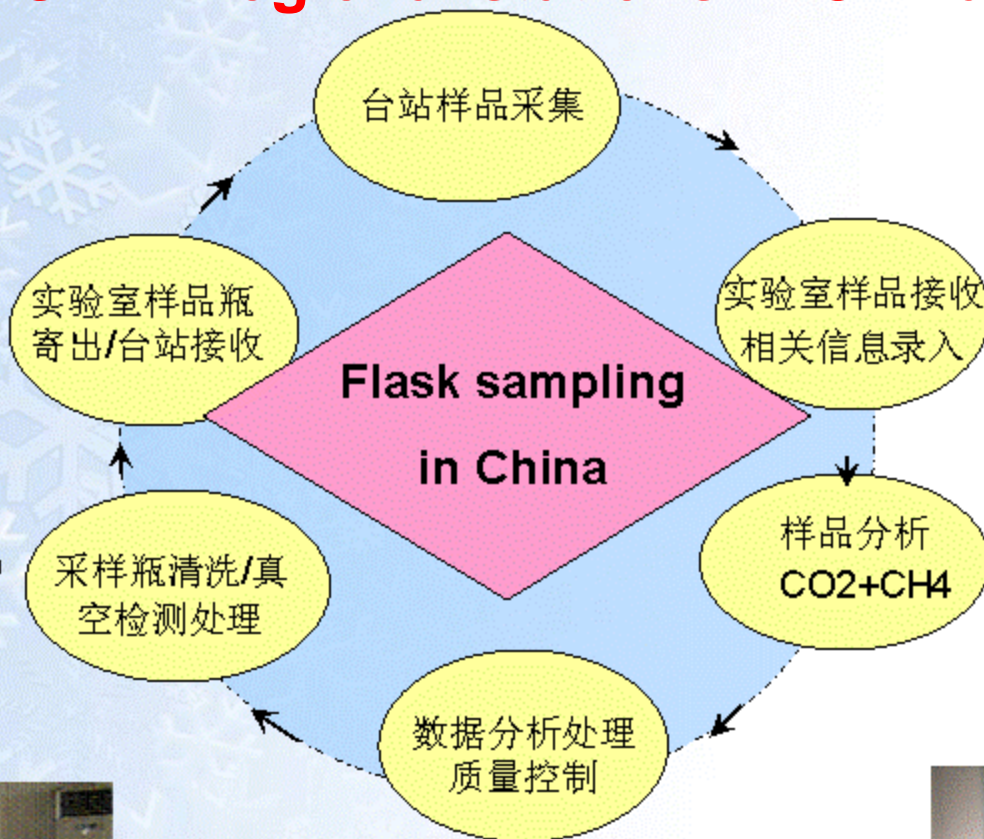 台站样品采集
实验室样品接收
相关信息录入
样品分析
CO2+CH4
数据分析处理
质量控制
采样瓶清洗/真
空检测处理
实验室样品瓶
寄出/台站接收
Flask sampling
in China